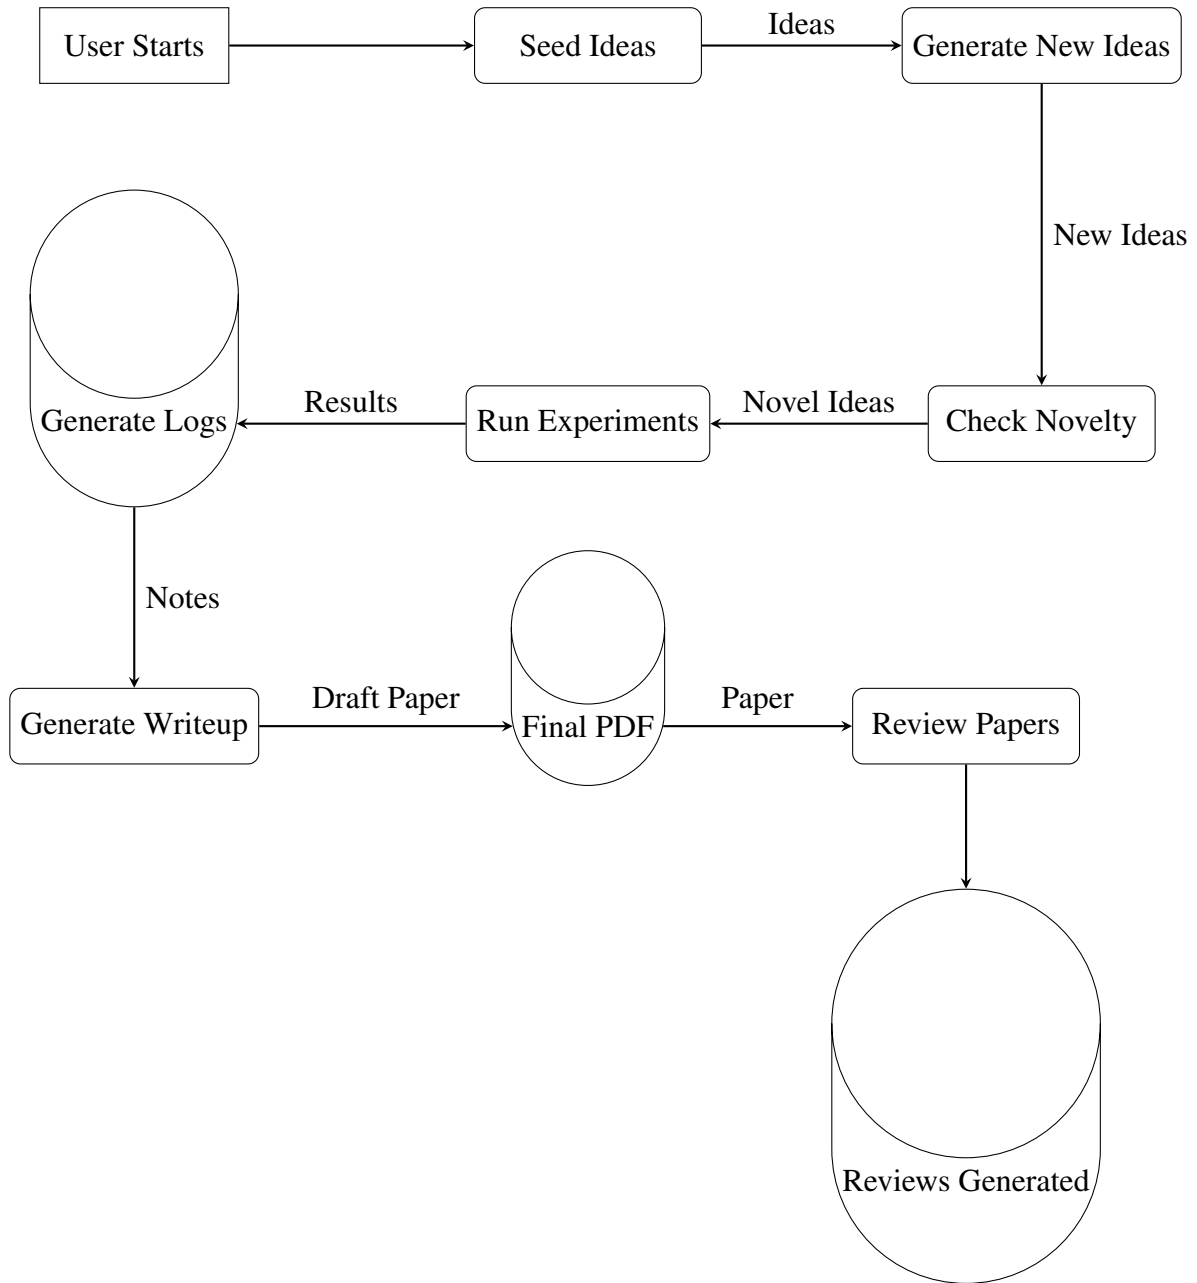 User Starts
Seed Ideas
Ideas
Generate New Ideas
New Ideas
Check Novelty
Novel Ideas
Run Experiments
Results
Generate Logs
Notes
Generate Writeup
Draft Paper
Final PDF
Paper
Review Papers
Reviews Generated